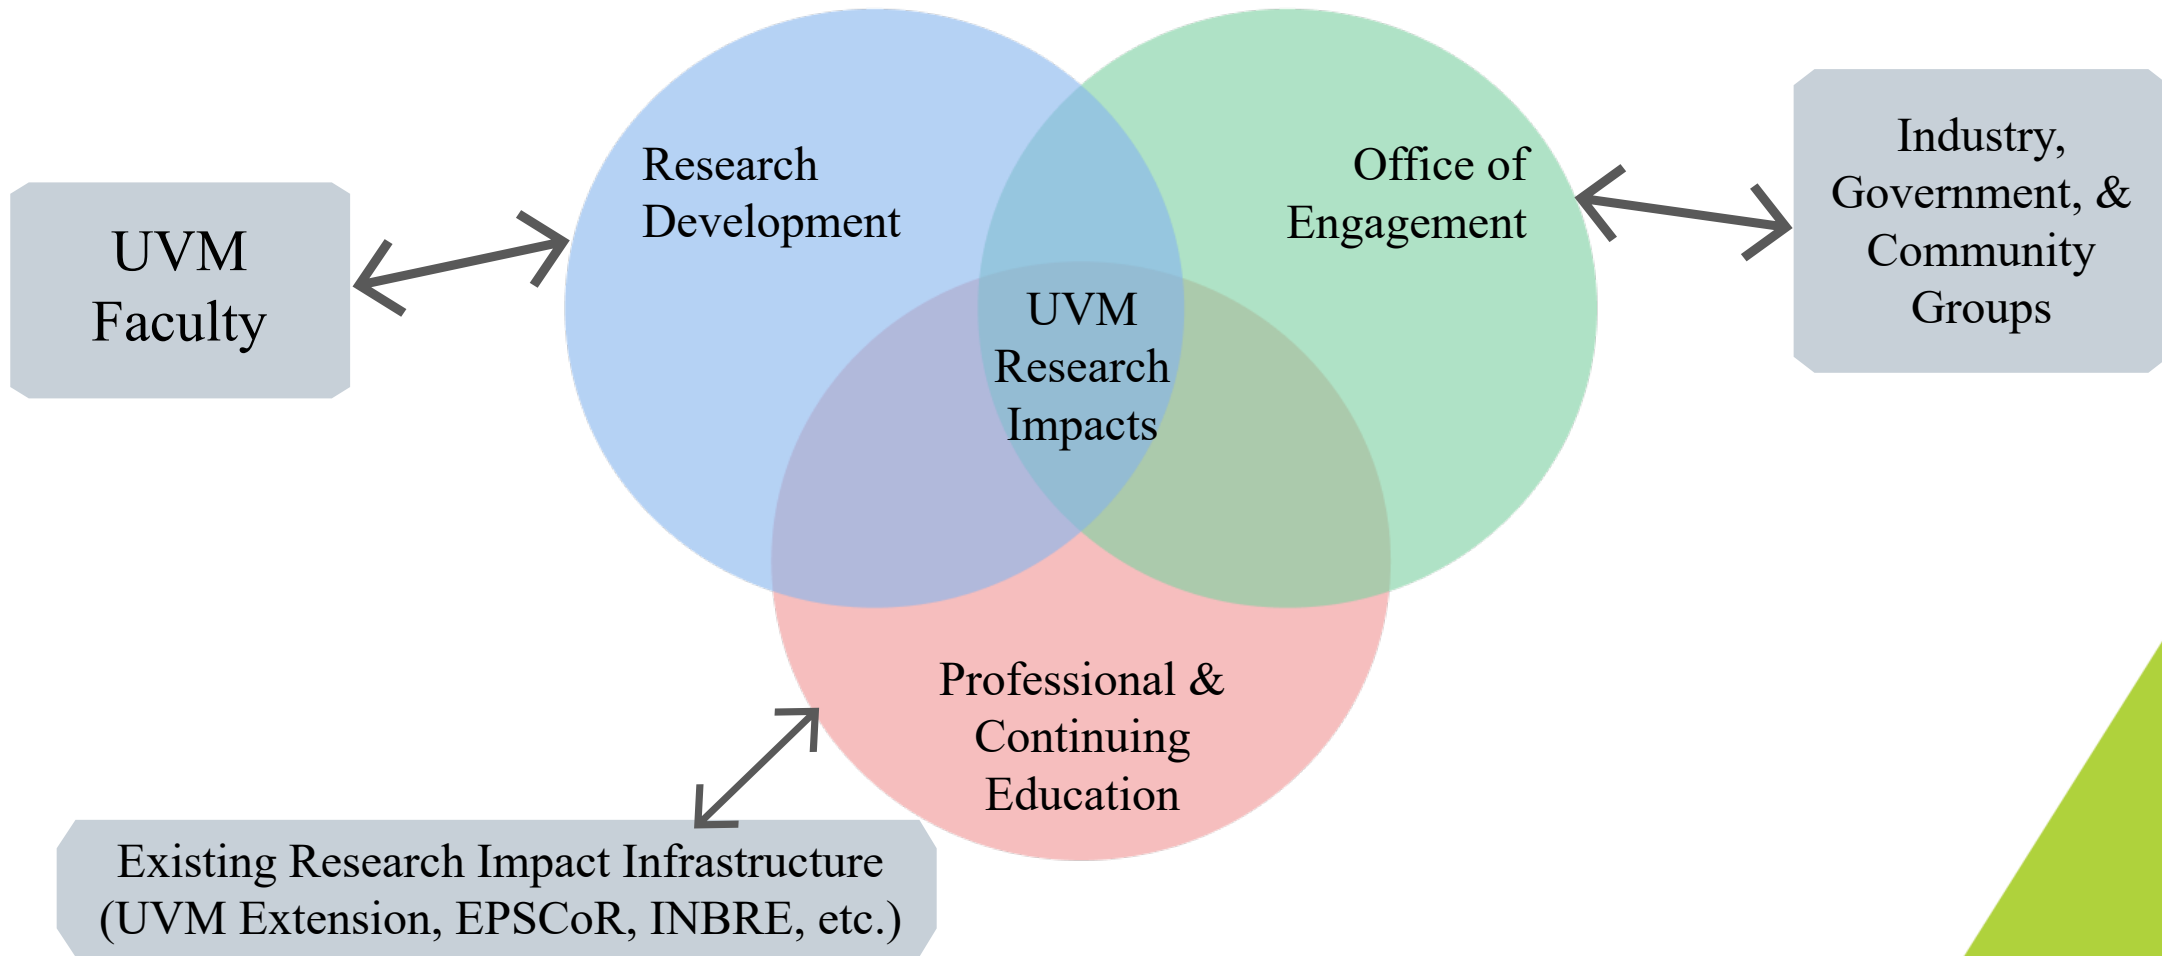 UVM
Faculty
Research
Development
Office of
Engagement
Industry,
Government, &
Community
Groups
UVM
Research
Impacts
Professional &
Continuing
Education
Existing Research Impact Infrastructure
(UVM Extension, EPSCoR, INBRE, etc.)